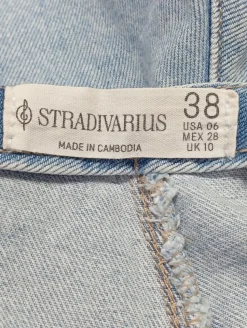 STRADIVARIUS
MADE IN CAMBODIA
38
USA 06
MEX 28
UK 10